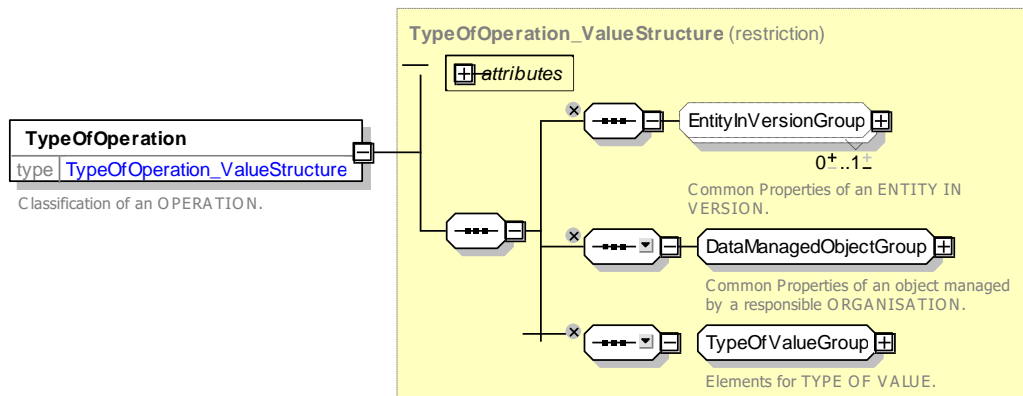 TypeOfOperation_ValueStructure (restriction)
attributes
TypeOfOperation
type TypeOfOperation_ValueStructure
Classification of an OPERATION.
EntityInVersionGroup
0..1
Common Properties of an ENTITY IN
VERSION.
DataManagedObjectGroup
Common Properties of an object managed
by a responsible ORGANISATION.
TypeOfValueGroup
Elements for TYPE OF VALUE.